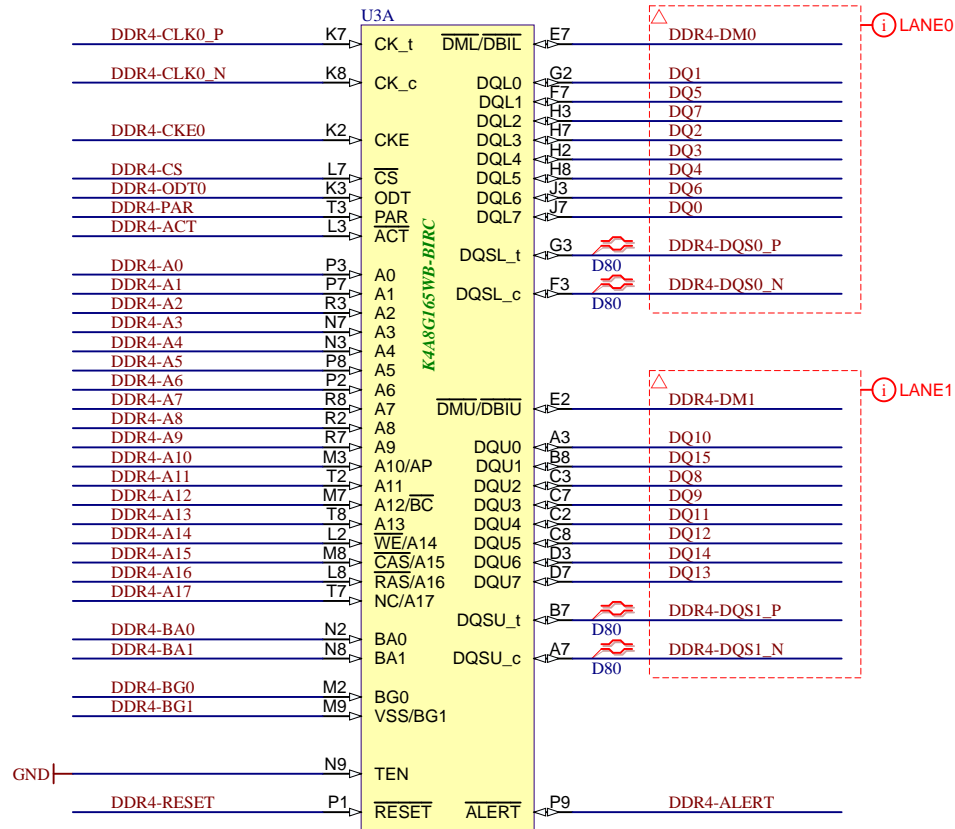 U3A
DDR4-CLK0_P K7 CK_t DML/DBIL E7 DDR4-DM0 LANE0
DDR4-CLK0_N K8 CK_c DQL0 G2 DQ1
DQL1 F7 DQ5
DQL2 H3 DQ7
DDR4-CKE0 K2 CKE DQL3 H7 DQ2
DQL4 H2 DQ3
DDR4-CS L7 CS DQL5 H8 DQ4
DDR4-ODT0 K3 ODT DQL6 J3 DQ6
DDR4-PAR T3 PAR DQL7 J7 DQ0
DDR4-ACT L3 ACT
DQSL_t G3 DDR4-DQS0_P
D80
DDR4-A0 P3 A0
DDR4-A1 P7 A1 DQSL_c F3 DDR4-DQS0_N
D80
DDR4-A2 R3 A2
DDR4-A3 N7 A3
DDR4-A4 N3 A4
DDR4-A5 P8 A5
DDR4-A6 P2 A6
DDR4-A7 R8 A7 DMU/DBIU E2 DDR4-DM1 LANE1
DDR4-A8 R2 A8
DDR4-A9 R7 A9 DQU0 A3 DQ10
DDR4-A10 M3 A10/AP DQU1 B8 DQ15
DDR4-A11 T2 A11 DQU2 C3 DQ8
DDR4-A12 M7 A12/BC DQU3 C7 DQ9
DDR4-A13 T8 A13 DQU4 C2 DQ11
DDR4-A14 L2 WE/A14 DQU5 C8 DQ12
DDR4-A15 M8 CAS/A15 DQU6 D3 DQ14
DDR4-A16 L8 RAS/A16 DQU7 D7 DQ13
DDR4-A17 T7 NC/A17
DQSU_t B7 DDR4-DQS1_P
D80
DDR4-BA0 N2 BA0
DDR4-BA1 N8 BA1 DQSU_c A7 DDR4-DQS1_N
D80
DDR4-BG0 M2 BG0
DDR4-BG1 M9 VSS/BG1
GND N9 TEN
DDR4-RESET P1 RESET ALERT P9 DDR4-ALERT
K4A8G165WB-BIRC